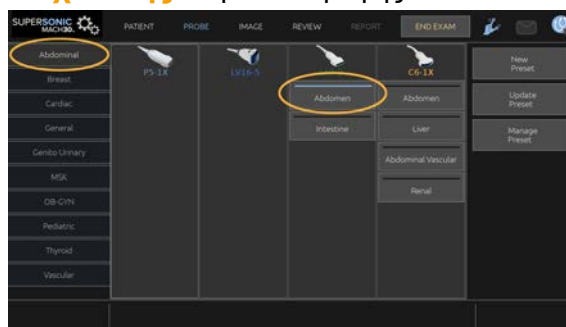 SUPERSONIC
MACH30.
PATIENT
PROBE
IMAGE
REVIEW
REPORT
END EXAM
Abdominal
Breast
Cardiac
General
Genito Urinary
MSK
OB-GYN
Pediatric
Thyroid
Vascular
P5-1X
LV16-5
Abdomen
Intestine
C6-1X
Abdomen
Liver
Abdominal Vascular
Renal
New
Preset
Update
Preset
Manage
Preset